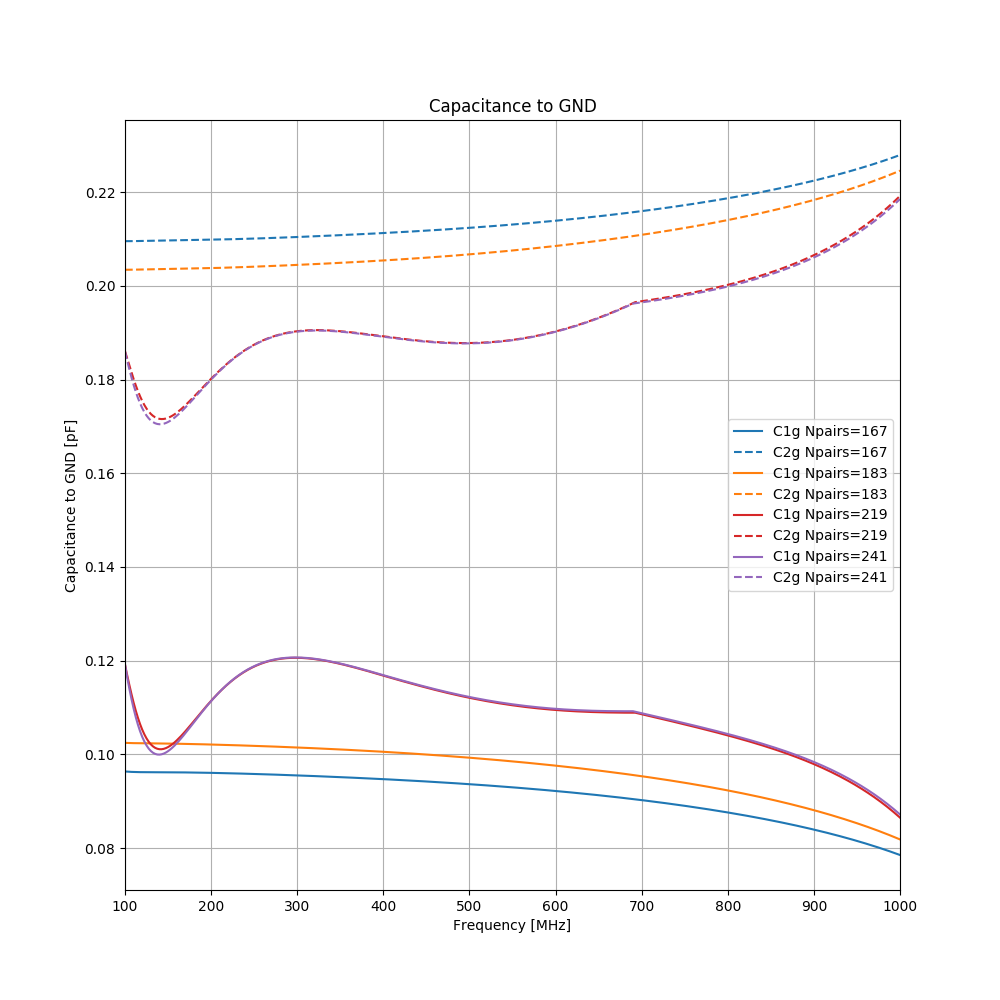 Capacitance to GND
Capacitance to GND [pF]
0.22
0.20
0.18
0.16
0.14
0.12
0.10
0.08
C1g Npairs=167
C2g Npairs=167
C1g Npairs=183
C2g Npairs=183
C1g Npairs=219
C2g Npairs=219
C1g Npairs=241
C2g Npairs=241
100 200 300 400 500 600 700 800 900 1000
Frequency [MHz]